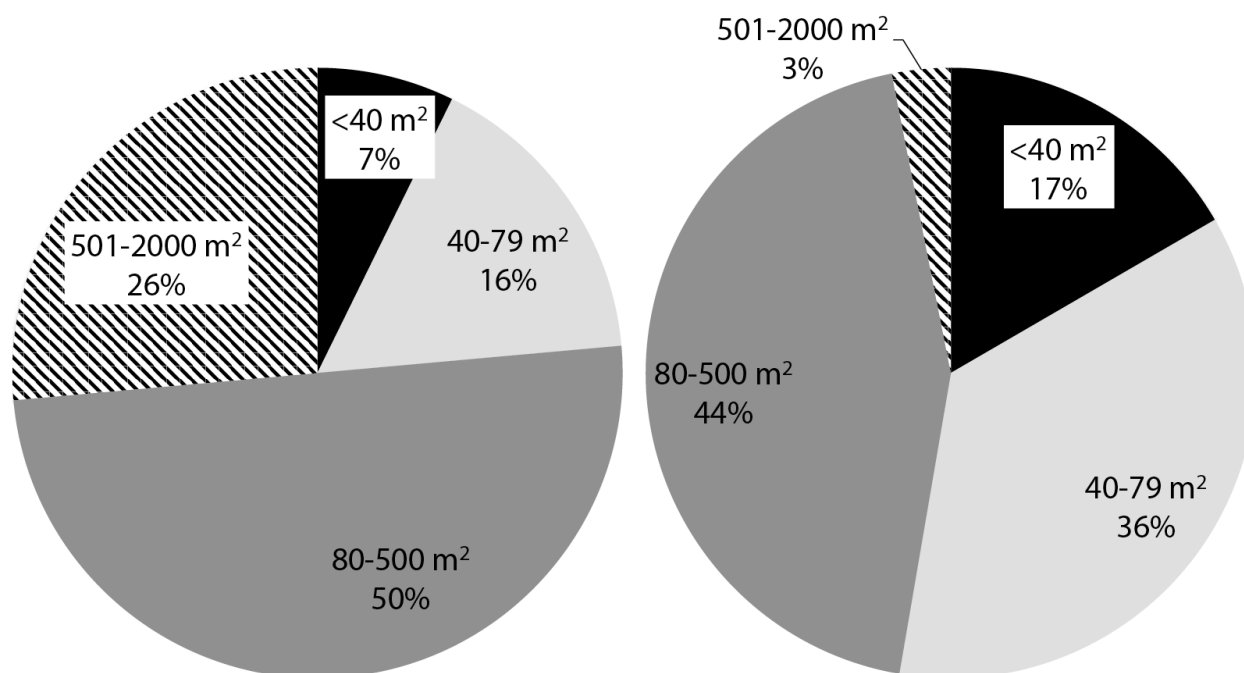 <40 m²
7%
40-79 m²
16%
80-500 m²
50%
501-2000 m²
26%
501-2000 m²
3%
<40 m²
17%
40-79 m²
36%
80-500 m²
44%